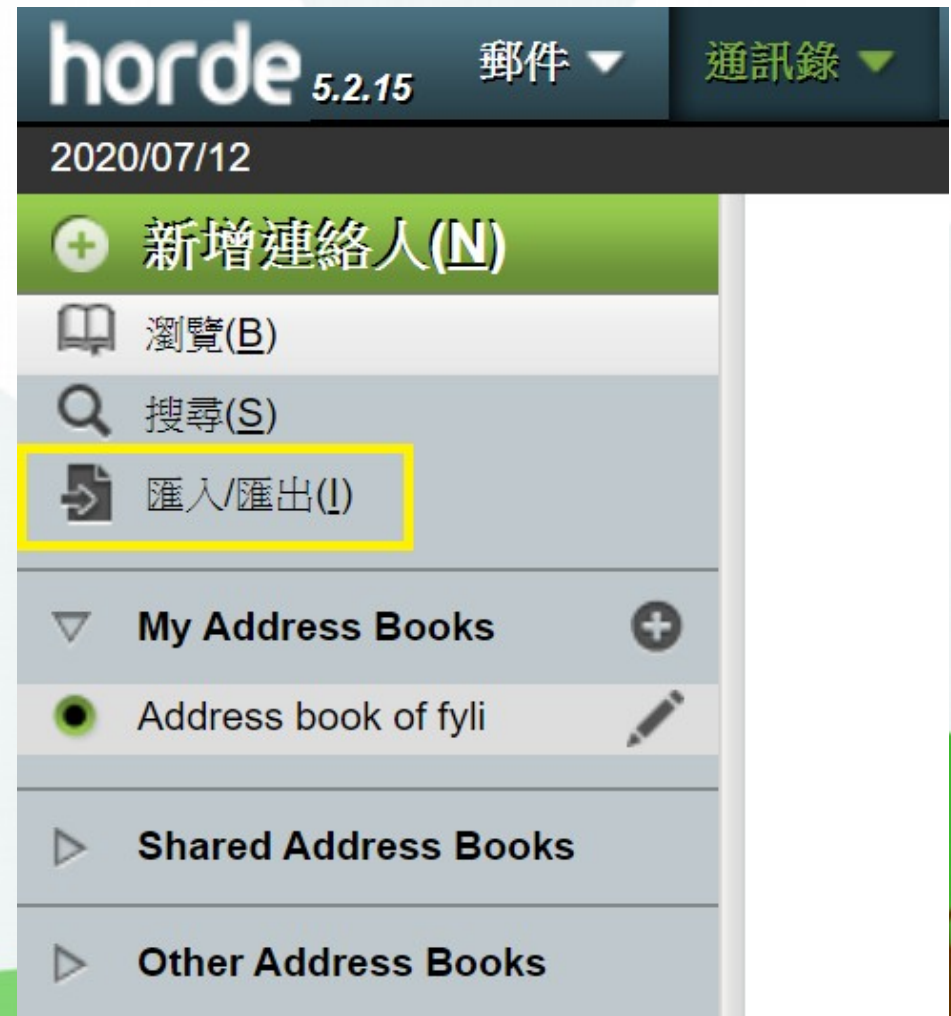 horde 5.2.15 郵件 通訊錄
2020/07/12
新增連絡人(N)
瀏覽(B)
搜尋(S)
匯入/匯出(I)
My Address Books
Address book of fyli
Shared Address Books
Other Address Books